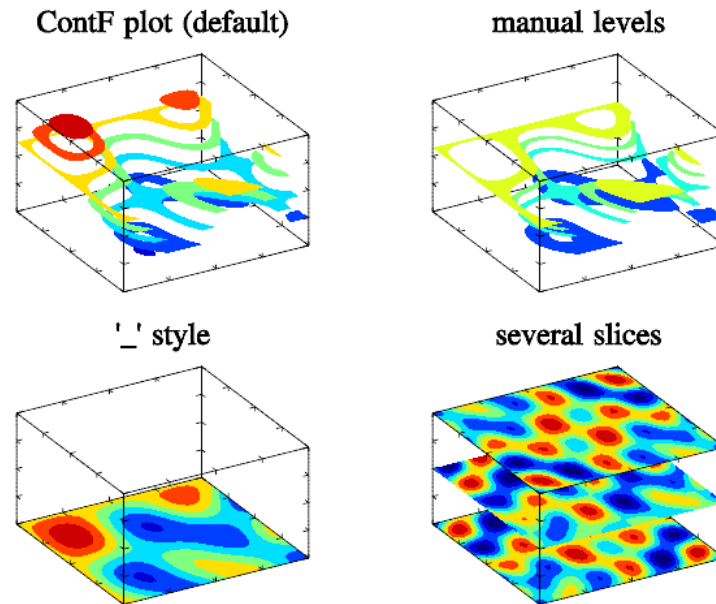 ContF plot (default)
manual levels
'_' style
several slices